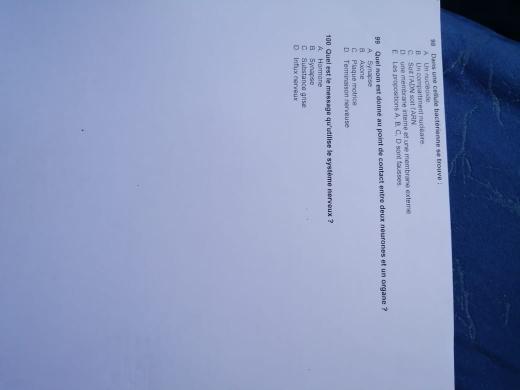 98 Dans une cellule bactérienne se trouve :
A. Un nucléoïde
B. Un compartiment nucléaire
C. Soit l'ADN soit l'ARN
D. une membrane interne et une membrane externe
E. Les propositions A, B, C, D sont fausses
99 Quel nom est donné au point de contact entre deux neurones et un organe ?
A. Synapse
B. Axone
C. Plaque motrice
D. Terminaison nerveuse
100 Quel est le message qu'utilise le système nerveux ?
A. Hormone
B. Synapse
C. Substance grise
D. Influx nerveux